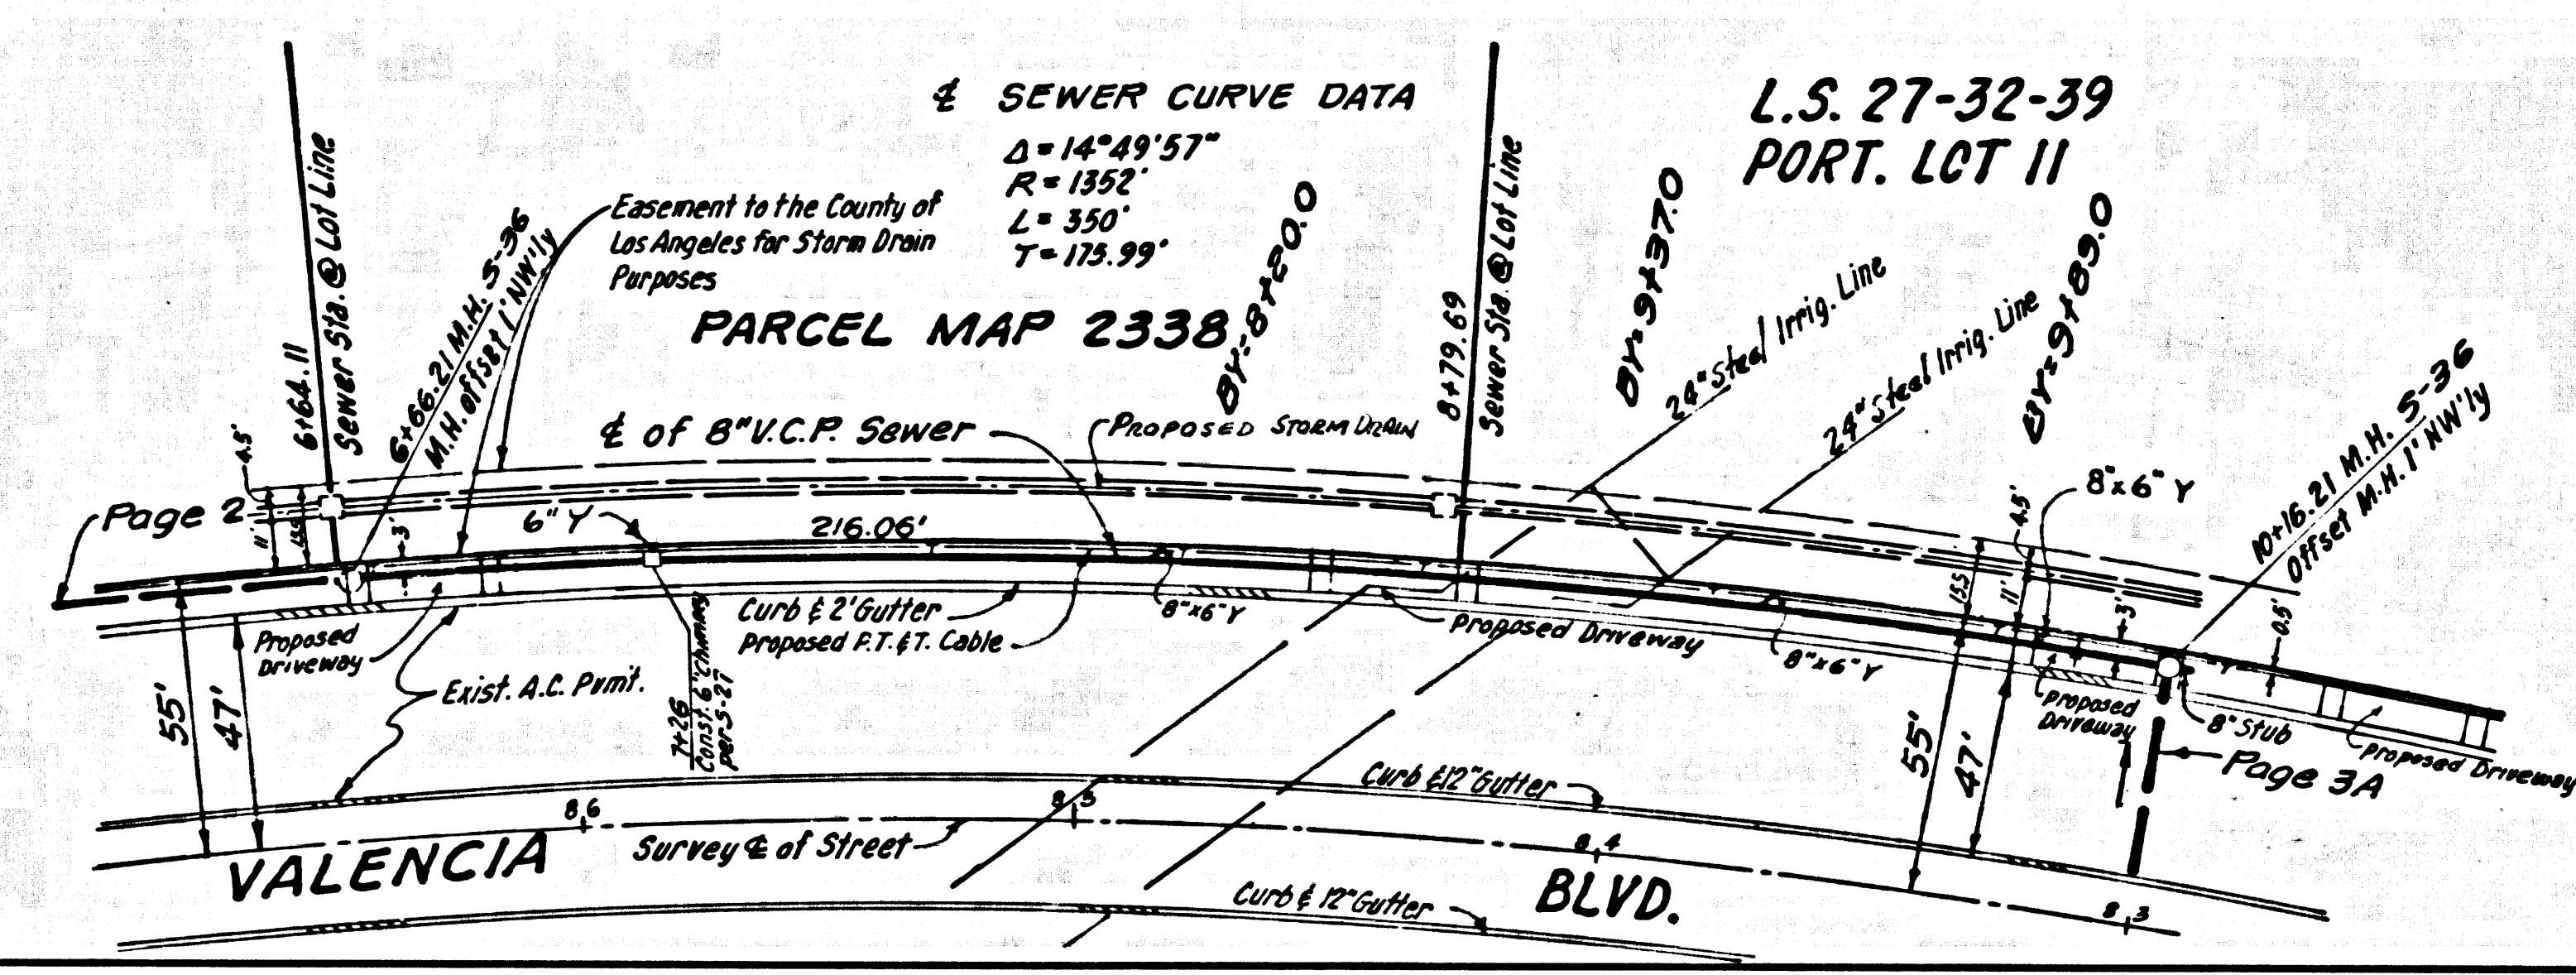 ℄ SEWER CURVE DATA
Δ = 14°49'57"
R = 1352'
L = 350'
T = 175.99'
L.S. 27-32-39
PORT. LOT 11
Easement to the County of
Los Angeles for Storm Drain
Purposes
PARCEL MAP 2338
6+64.11
Sewer Sta. @ Lot Line
6+66.21 M.H. S-36
M.H. offset 1' NW'ly
BY=8+20.0
8+79.69
Sewer Sta. @ Lot Line
BY=9+37.0
24" Steel Irrig. Line
24" Steel Irrig. Line
BY=9+89.0
10+16.21 M.H. S-36
Offset M.H. 1' NW'ly
℄ of 8" V.C.P. Sewer
PROPOSED STORM DRAIN
4.5'
Page 2
11'
15.5
3'
6" Y
216.06'
8"x6" Y
4.5'
15.5
11'
3'
0.5'
Proposed
Driveway
Curb & 2' Gutter
Proposed P.T.&T. Cable
8"x6" Y
Proposed Driveway
8"x6" Y
Proposed
Driveway
8" Stub
Proposed Driveway
Page 3A
55'
47'
Exist. A.C. Pvmt.
7+26
Const. 6" Chimney
per S-27
55'
47'
Curb & 12" Gutter
8 6
8 3
8 4
8 3
Survey ℄ of Street
VALENCIA
BLVD.
Curb & 12" Gutter